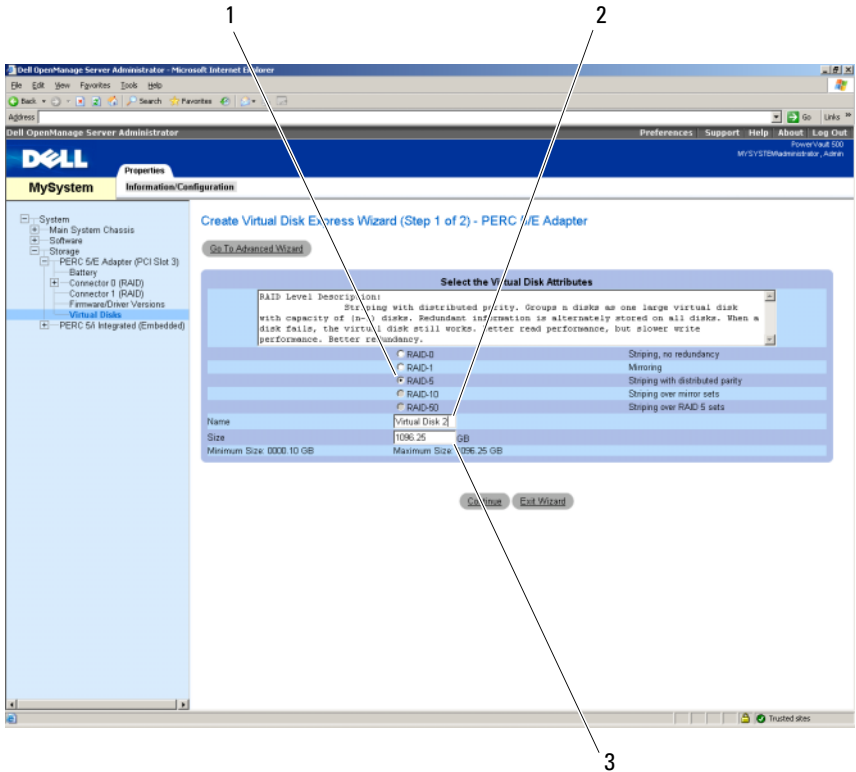 1 2
Dell OpenManage Server Administrator - Microsoft Internet Explorer
File Edit View Favorites Tools Help
Back Search Favorites
Address Go Links
Dell OpenManage Server Administrator Preferences Support Help About Log Out
PowerVault 500
DELL Properties MYSYSTEM\administrator, Admin
MySystem Information/Configuration
System
Main System Chassis
Software
Storage
PERC 5/E Adapter (PCI Slot 3)
Battery
Connector 0 (RAID)
Connector 1 (RAID)
Firmware/Driver Versions
Virtual Disks
PERC 5/i Integrated (Embedded)
Create Virtual Disk Express Wizard (Step 1 of 2) - PERC 5/E Adapter
Go To Advanced Wizard
Select the Virtual Disk Attributes
RAID Level Description:
Striping with distributed parity. Groups n disks as one large virtual disk
with capacity of (n-1) disks. Redundant information is alternately stored on all disks. When a
disk fails, the virtual disk still works. Better read performance, but slower write
performance. Better redundancy.
RAID-0 Striping, no redundancy
RAID-1 Mirroring
RAID-5 Striping with distributed parity
RAID-10 Striping over mirror sets
RAID-50 Striping over RAID 5 sets
Name Virtual Disk 2
Size 1096.25 GB
Minimum Size: 0000.10 GB Maximum Size: 1096.25 GB
Continue Exit Wizard
Trusted sites
3